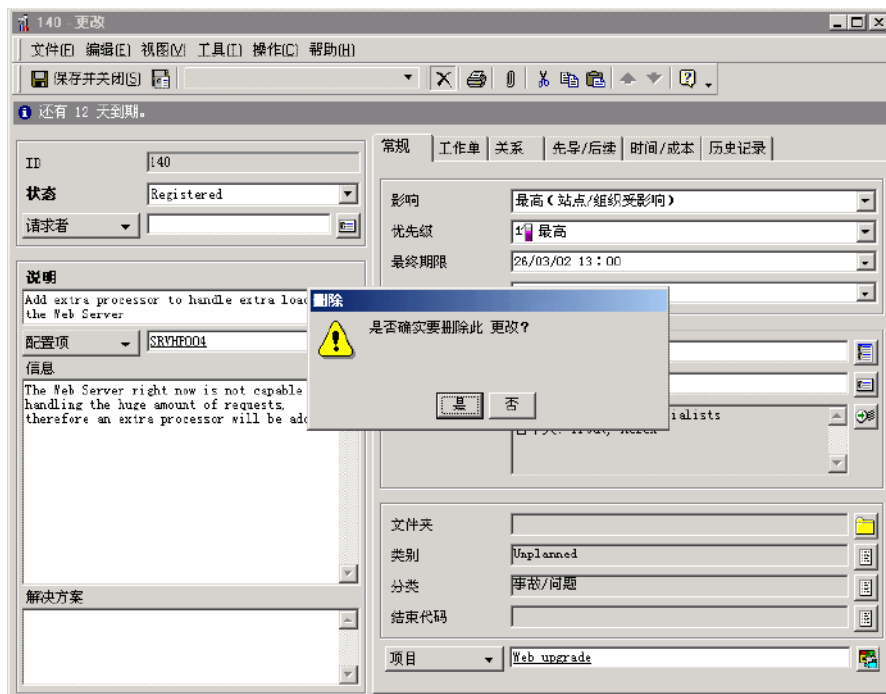 140 - 更改
文件(F) 编辑(E) 视图(V) 工具(T) 操作(C) 帮助(H)
保存并关闭(S)
还有 12 天到期。
ID
140
状态
Registered
请求者
说明
Add extra processor to handle extra loa
the Web Server
配置项
SRVHP004
信息
The Web Server right now is not capable
handling the huge amount of requests,
therefore an extra processor will be ad
解决方案
常规 工作单 关系 先导/后续 时间/成本 历史记录
影响
最高(站点/组织受影响)
优先级
最高
最终期限
26/03/02 13:00
删除
是否确实要删除此 更改?
是 否
ialists
文件夹
类别
Unplanned
分类
事故/问题
结束代码
项目
Web upgrade